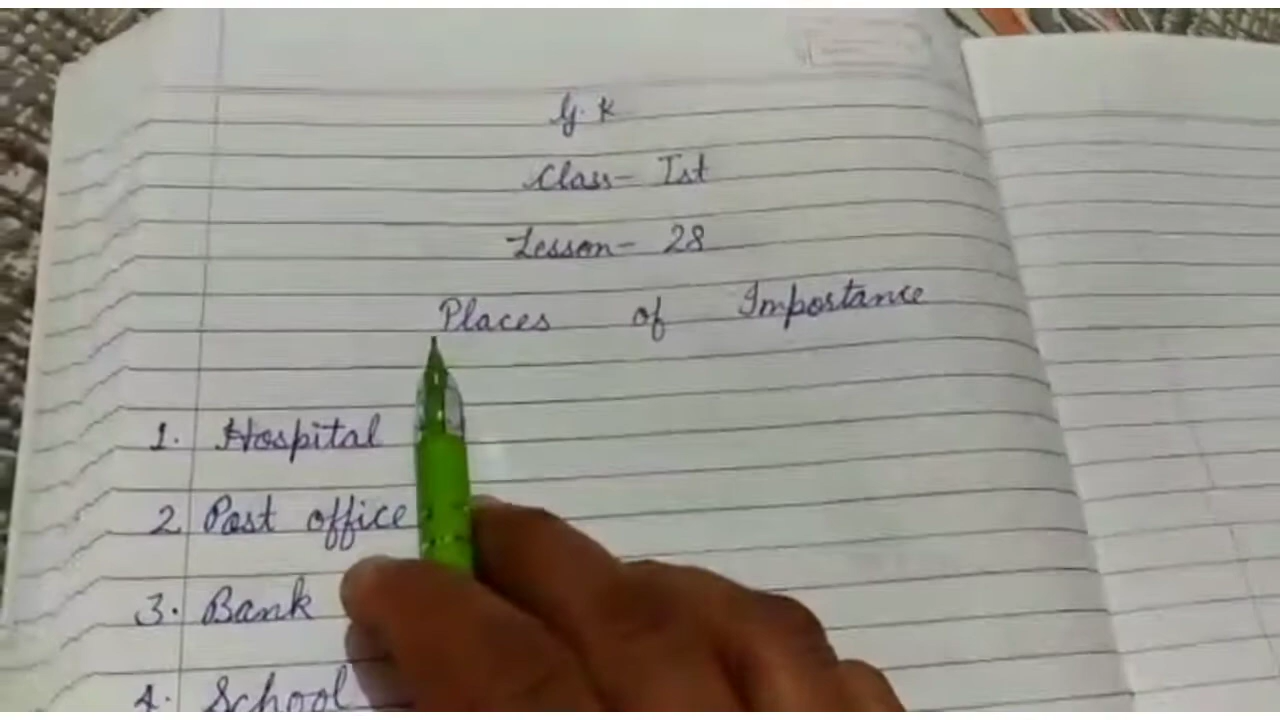 G.K
Class- Ist
Lesson- 28
Places of Importance
1. Hospital
2 Post office
3. Bank
4. School